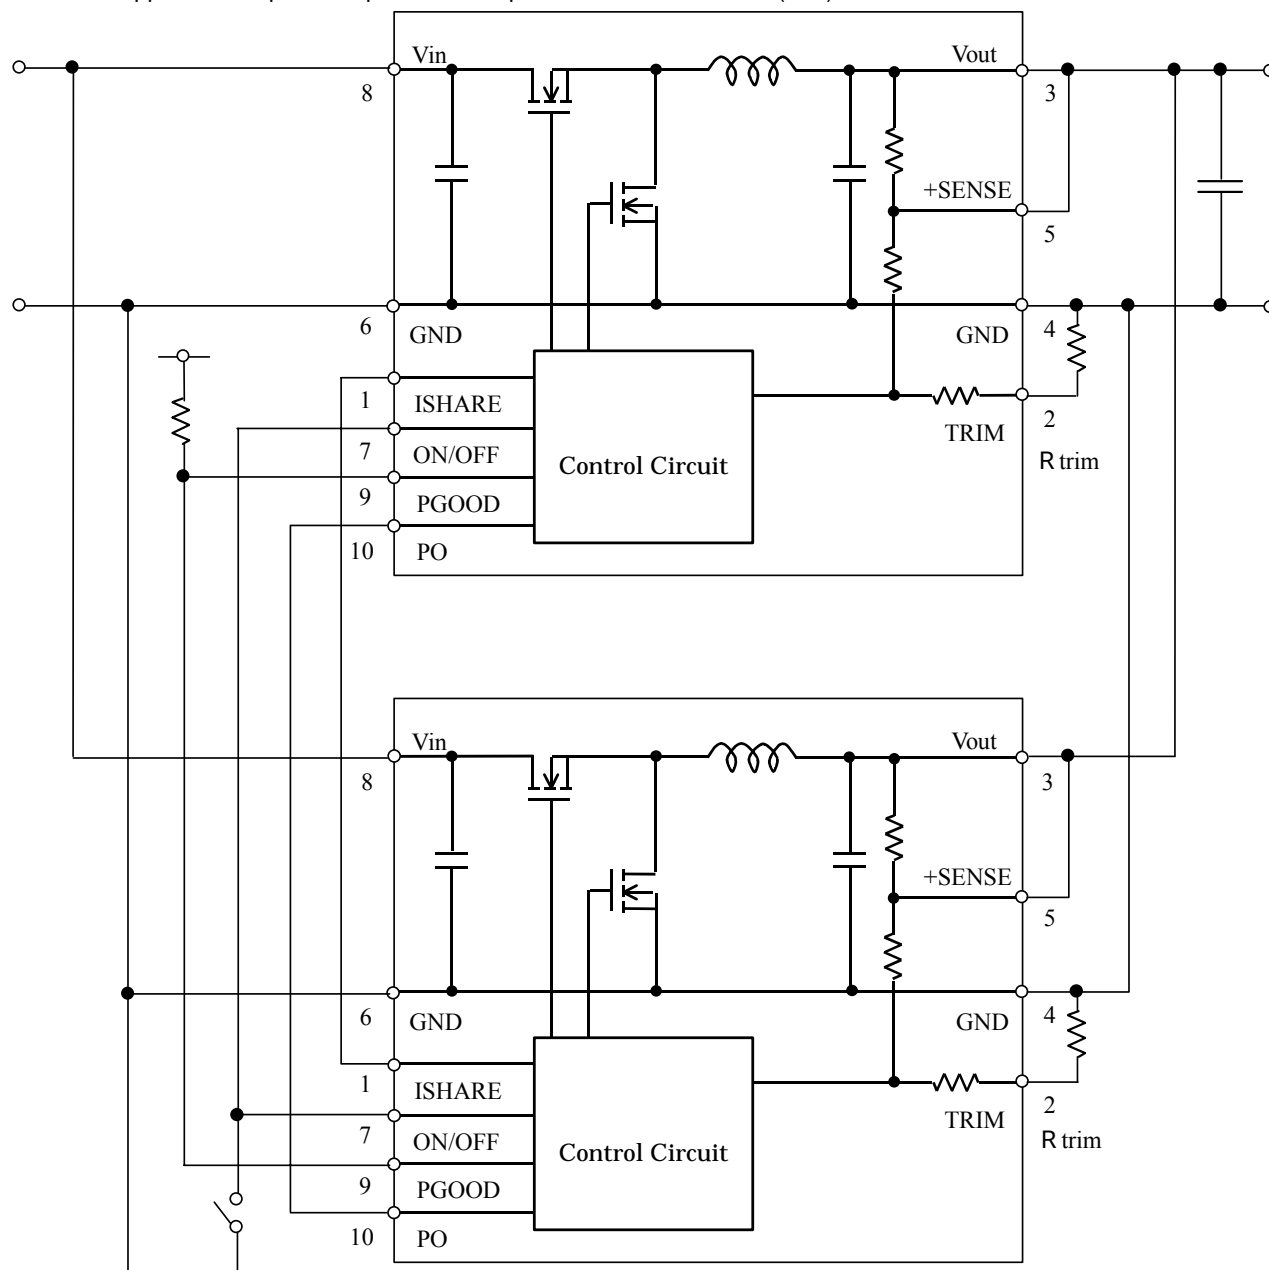 Vin
Vout
8
3
+SENSE
5
6
GND
GND
4
1
ISHARE
2
TRIM
7
ON/OFF
Control Circuit
R trim
9
PGOOD
10
PO
Vin
Vout
8
3
+SENSE
5
6
GND
GND
4
1
ISHARE
2
TRIM
7
ON/OFF
Control Circuit
R trim
9
PGOOD
10
PO